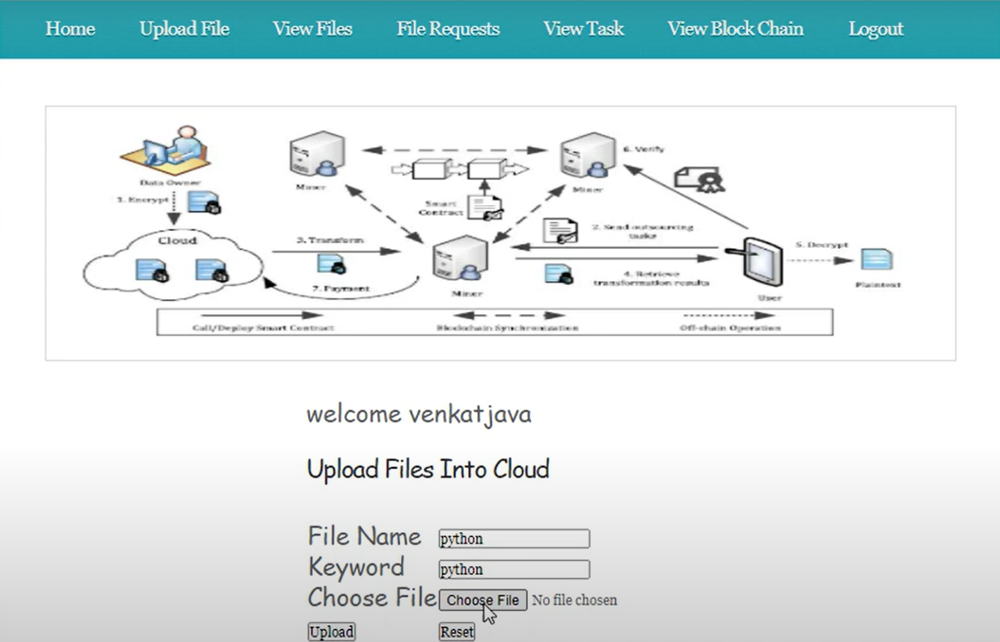 Home Upload File View Files File Requests View Task View Block Chain Logout
Data Owner
1. Encrypt
Cloud
Miner
Smart
Contract
Miner
6. Verify
3. Transform
7. Payment
Miner
2. Send outsourcing
tasks
4. Retrieve
transformation results
User
5. Decrypt
Plaintext
Call/Deploy Smart Contract Blockchain Synchronization Off-chain Operation
welcome venkatjava
Upload Files Into Cloud
File Name python
Keyword python
Choose File Choose File No file chosen
Upload Reset